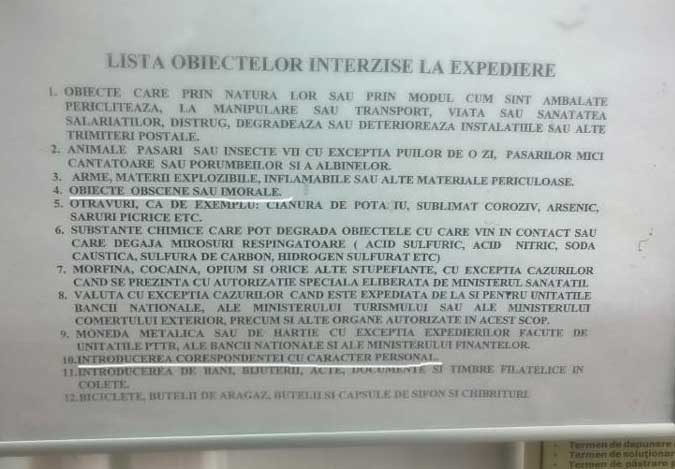 LISTA OBIECTELOR INTERZISE LA EXPEDIERE
1. OBIECTE CARE PRIN NATURA LOR SAU PRIN MODUL CUM SINT AMBALATE
PERICLITEAZA, LA MANIPULARE SAU TRANSPORT, VIATA SAU SANATATEA
SALARIATILOR, DISTRUG, DEGRADEAZA SAU DETERIOREAZA INSTALATIILE SAU ALTE
TRIMITERI POSTALE.
2. ANIMALE PASARI SAU INSECTE VII CU EXCEPTIA PUILOR DE O ZI, PASARILOR MICI
CANTATOARE SAU PORUMBEILOR SI A ALBINELOR.
3. ARME, MATERII EXPLOZIBILE, INFLAMABILE SAU ALTE MATERIALE PERICULOASE.
4. OBIECTE OBSCENE SAU IMORALE.
5. OTRAVURI, CA DE EXEMPLU: CIANURA DE POTA IU, SUBLIMAT COROZIV, ARSENIC,
SARURI PICRICE ETC.
6. SUBSTANTE CHIMICE CARE POT DEGRADA OBIECTELE CU CARE VIN IN CONTACT SAU
CARE DEGAJA MIROSURI RESPINGATOARE ( ACID SULFURIC, ACID NITRIC, SODA
CAUSTICA, SULFURA DE CARBON, HIDROGEN SULFURAT ETC)
7. MORFINA, COCAINA, OPIUM SI ORICE ALTE STUPEFIANTE, CU EXCEPTIA CAZURILOR
CAND SE PREZINTA CU AUTORIZATIE SPECIALA ELIBERATA DE MINISTERUL SANATATII.
8. VALUTA CU EXCEPTIA CAZURILOR CAND ESTE EXPEDIATA DE LA SI PENTRU UNITATILE
BANCII NATIONALE, ALE MINISTERULUI TURISMULUI SAU ALE MINISTERULUI
COMERTULUI EXTERIOR, PRECUM SI ALTE ORGANE AUTORIZATE IN ACEST SCOP.
9. MONEDA METALICA SAU DE HARTIE CU EXCEPTIA EXPEDIERILOR FACUTE DE
UNITATILE PTTR, ALE BANCII NATIONALE SI ALE MINISTERULUI FINANTELOR.
10.INTRODUCEREA CORESPONDENTEI CU CARACTER PERSONAL.
11.INTRODUCEREA DE BANI, BIJUTERII, ACTE, DOCUMENTE SI TIMBRE FILATELICE IN
COLETE.
12.BICICLETE, BUTELII DE ARAGAZ, BUTELII SI CAPSULE DE SIFON SI CHIBRITURI.
Termen de depunere
Termen de soluționar
Termen de păstrare